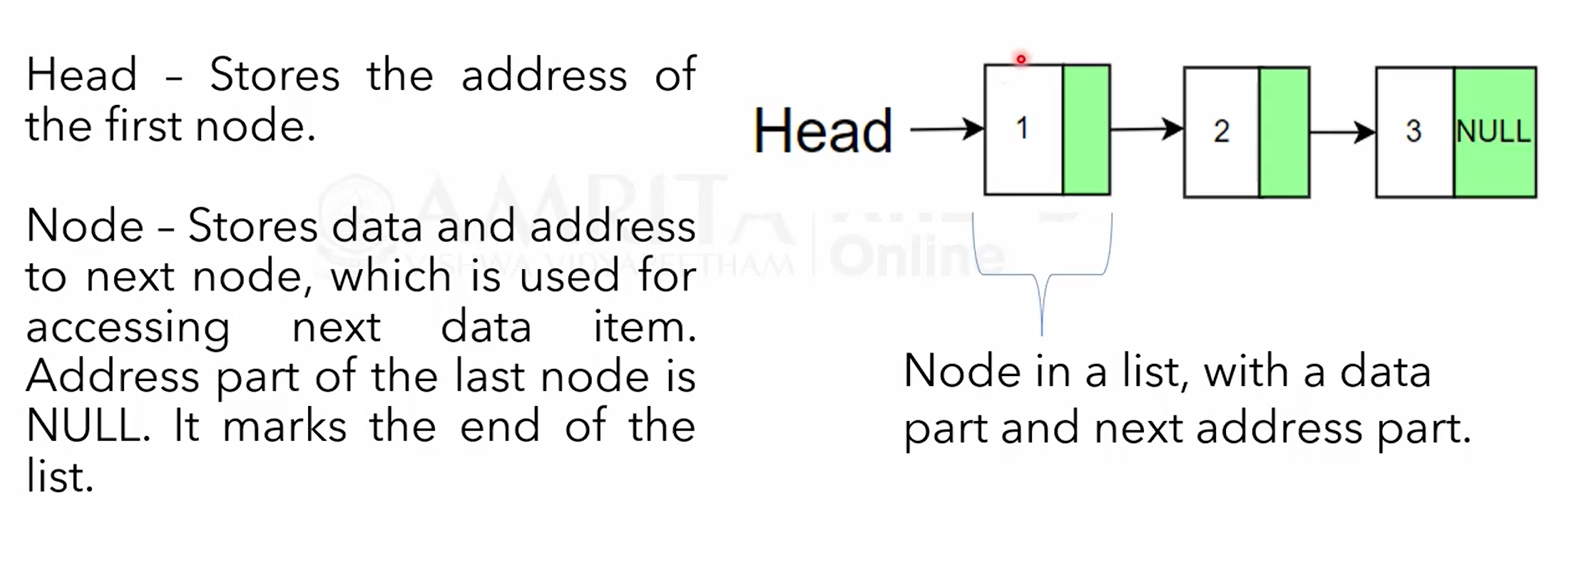 Head – Stores the address of
the first node.
Node – Stores data and address
to next node, which is used for
accessing next data item.
Address part of the last node is
NULL. It marks the end of the
list.
Head
1
2
3
NULL
Node in a list, with a data
part and next address part.
AMRITA
VISHWA VIDYAPEETHAM
Online